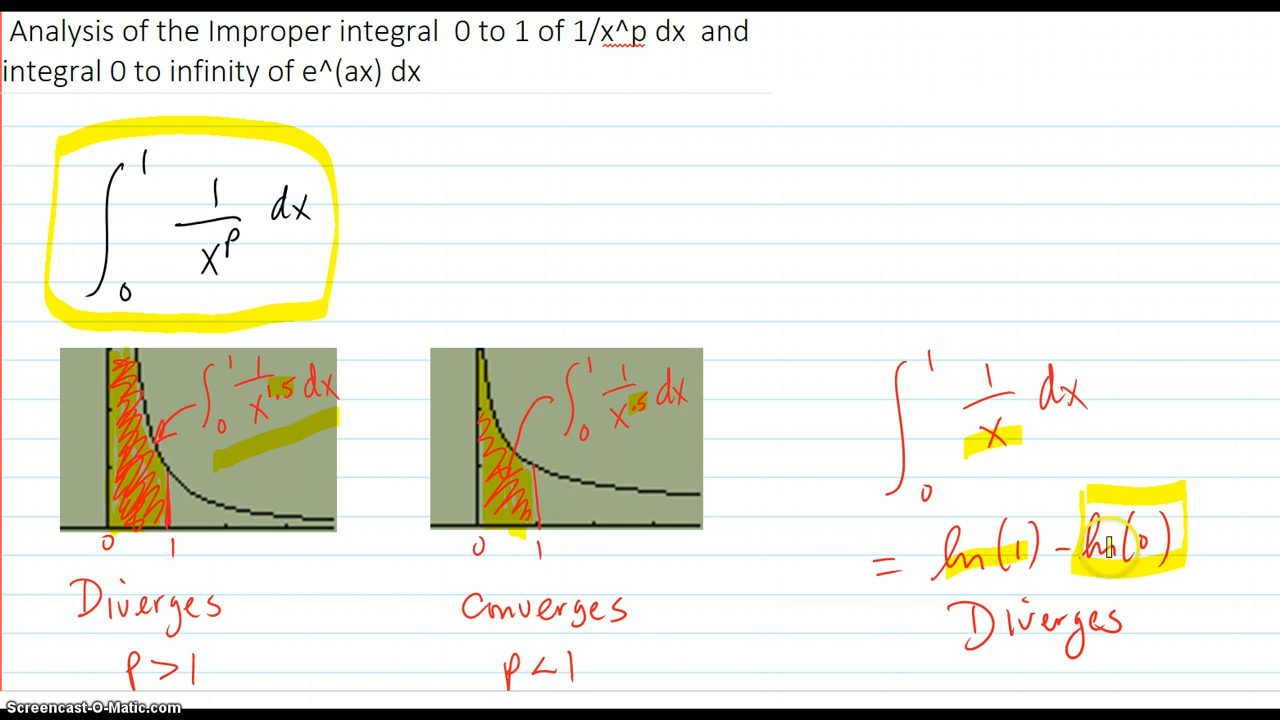 Analysis of the Improper integral 0 to 1 of 1/x^p dx and
integral 0 to infinity of e^(ax) dx
∫₀¹ 1/x^p dx
∫₀¹ 1/x^1.5 dx
0 1
Diverges
p > 1
∫₀¹ 1/x^.5 dx
0 1
Converges
p < 1
∫₀¹ 1/x dx
= ln(1) - ln(0)
Diverges
Screencast-O-Matic.com